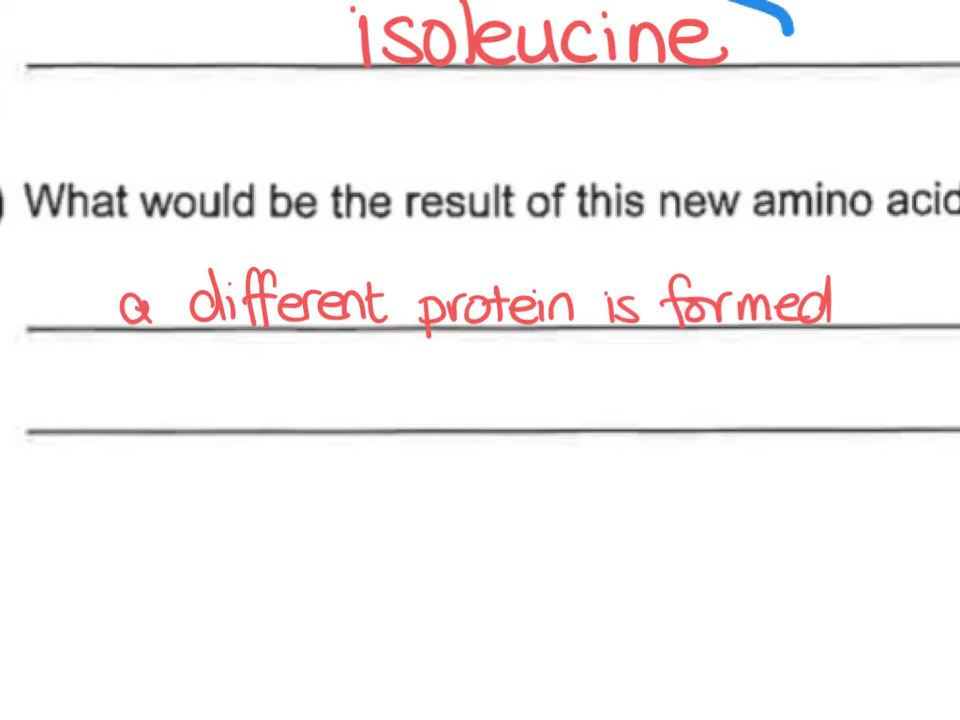 isoleucine
) What would be the result of this new amino acid
a different protein is formed